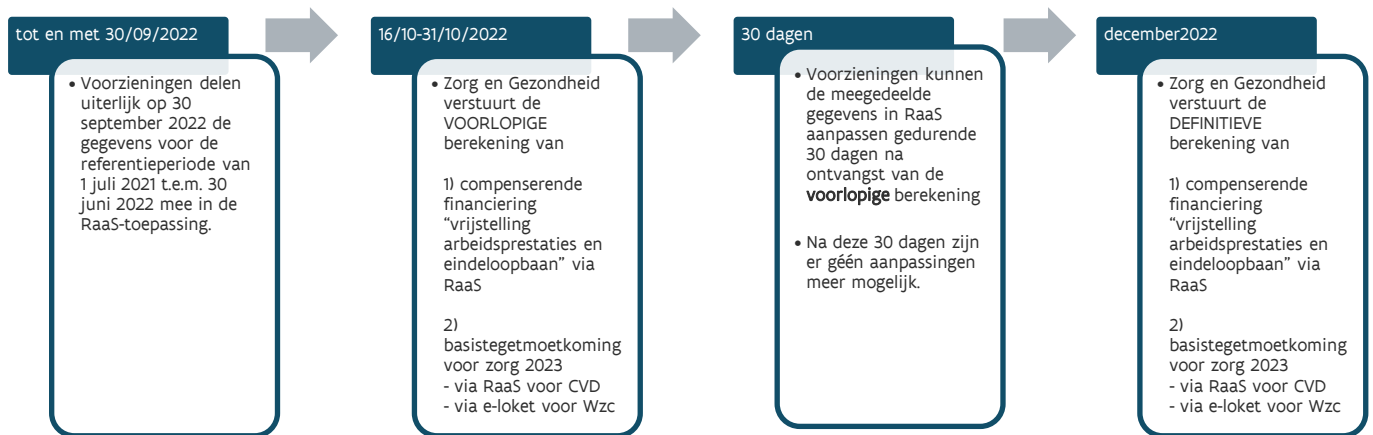 tot en met 30/09/2022
• Voorzieningen delen
uiterlijk op 30
september 2022 de
gegevens voor de
referentieperiode van
1 juli 2021 t.e.m. 30
juni 2022 mee in de
RaaS-toepassing.
16/10-31/10/2022
• Zorg en Gezondheid
verstuurt de
VOORLOPIGE
berekening van
1) compenserende
financiering
“vrijstelling
arbeidsprestaties en
eindeloopbaan” via
RaaS
2)
basistegetmoetkoming
voor zorg 2023
- via RaaS voor CVD
- via e-loket voor Wzc
30 dagen
• Voorzieningen kunnen
de meegedeelde
gegevens in RaaS
aanpassen gedurende
30 dagen na
ontvangst van de
voorlopige berekening
• Na deze 30 dagen zijn
er géén aanpassingen
meer mogelijk.
december2022
• Zorg en Gezondheid
verstuurt de
DEFINITIEVE
berekening van
1) compenserende
financiering
“vrijstelling
arbeidsprestaties en
eindeloopbaan” via
RaaS
2)
basistegetmoetkoming
voor zorg 2023
- via RaaS voor CVD
- via e-loket voor Wzc